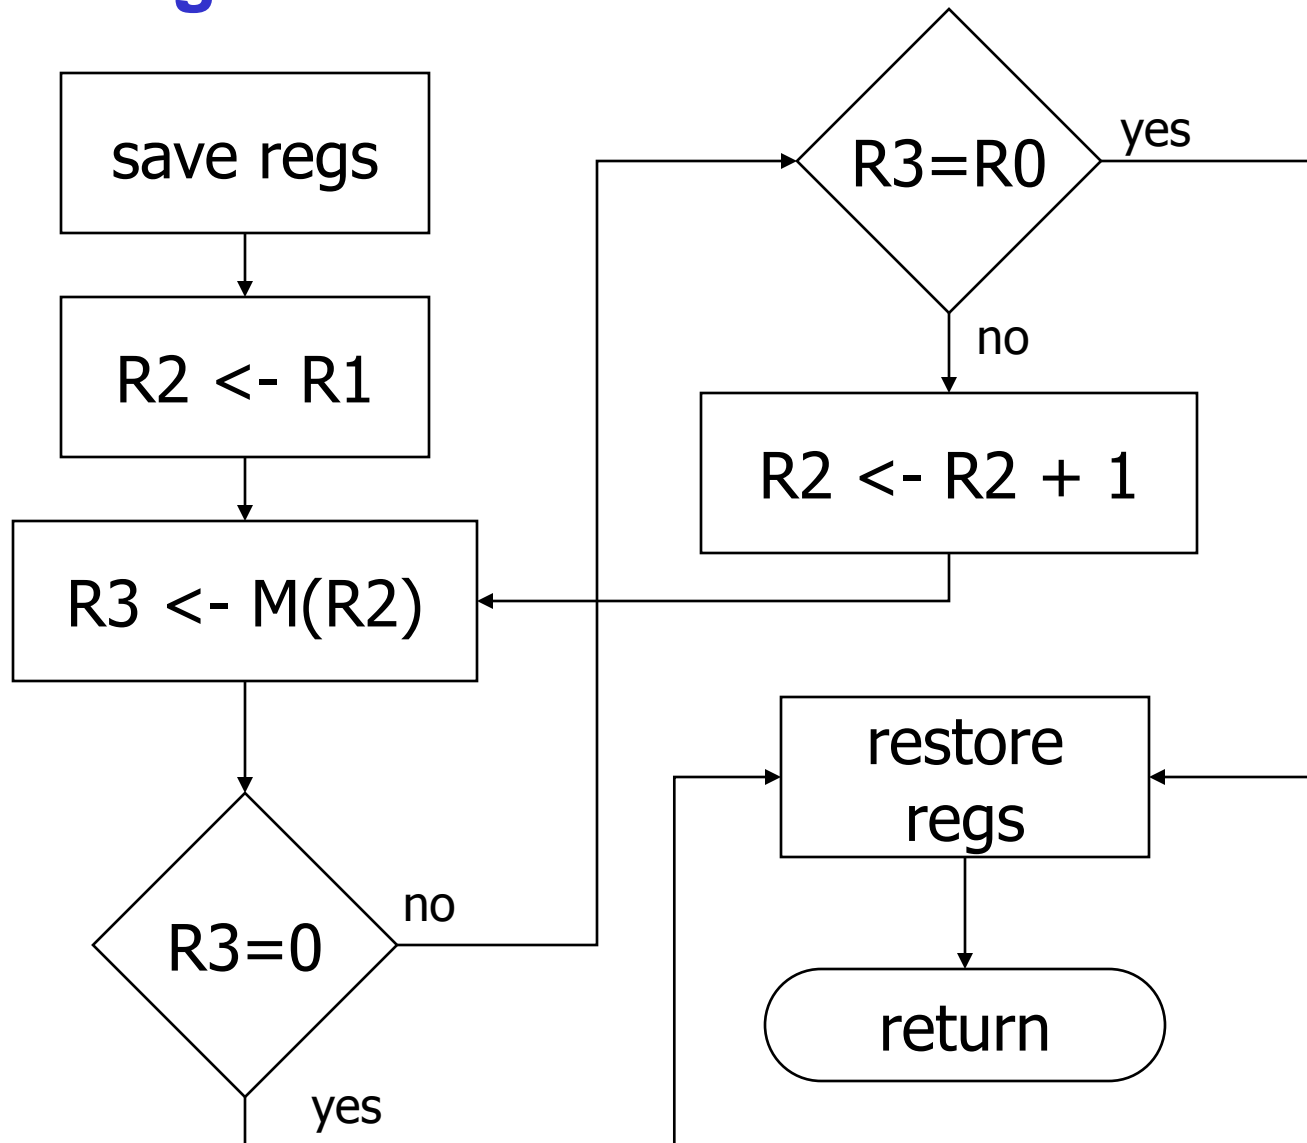 save regs
R2 <- R1
R3 <- M(R2)
R3=0
no
yes
R3=R0
yes
no
R2 <- R2 + 1
restore
regs
return